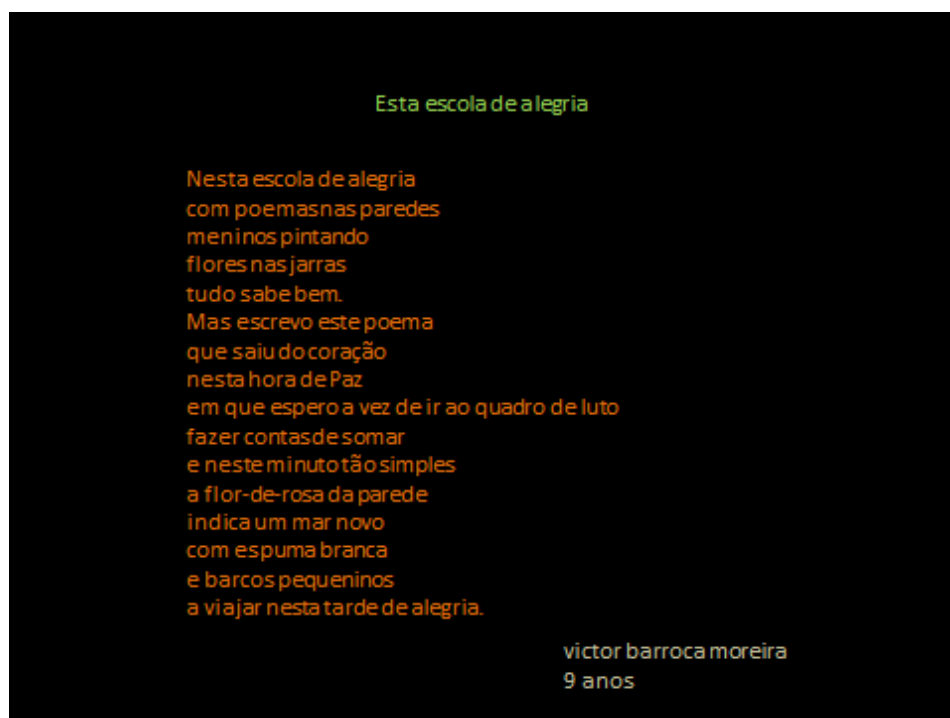 Esta escola de alegria
Nesta escola de alegria
com poemas nas paredes
meninos pintando
flores nas jarras
tudo sabe bem.
Mas escrevo este poema
que saiu do coração
nesta hora de Paz
em que espero a vez de ir ao quadro de luto
fazer contas de somar
e neste minuto tão simples
a flor-de-rosa da parede
indica um mar novo
com espuma branca
e barcos pequeninos
a viajar nesta tarde de alegria.
victor barroca moreira
9 anos